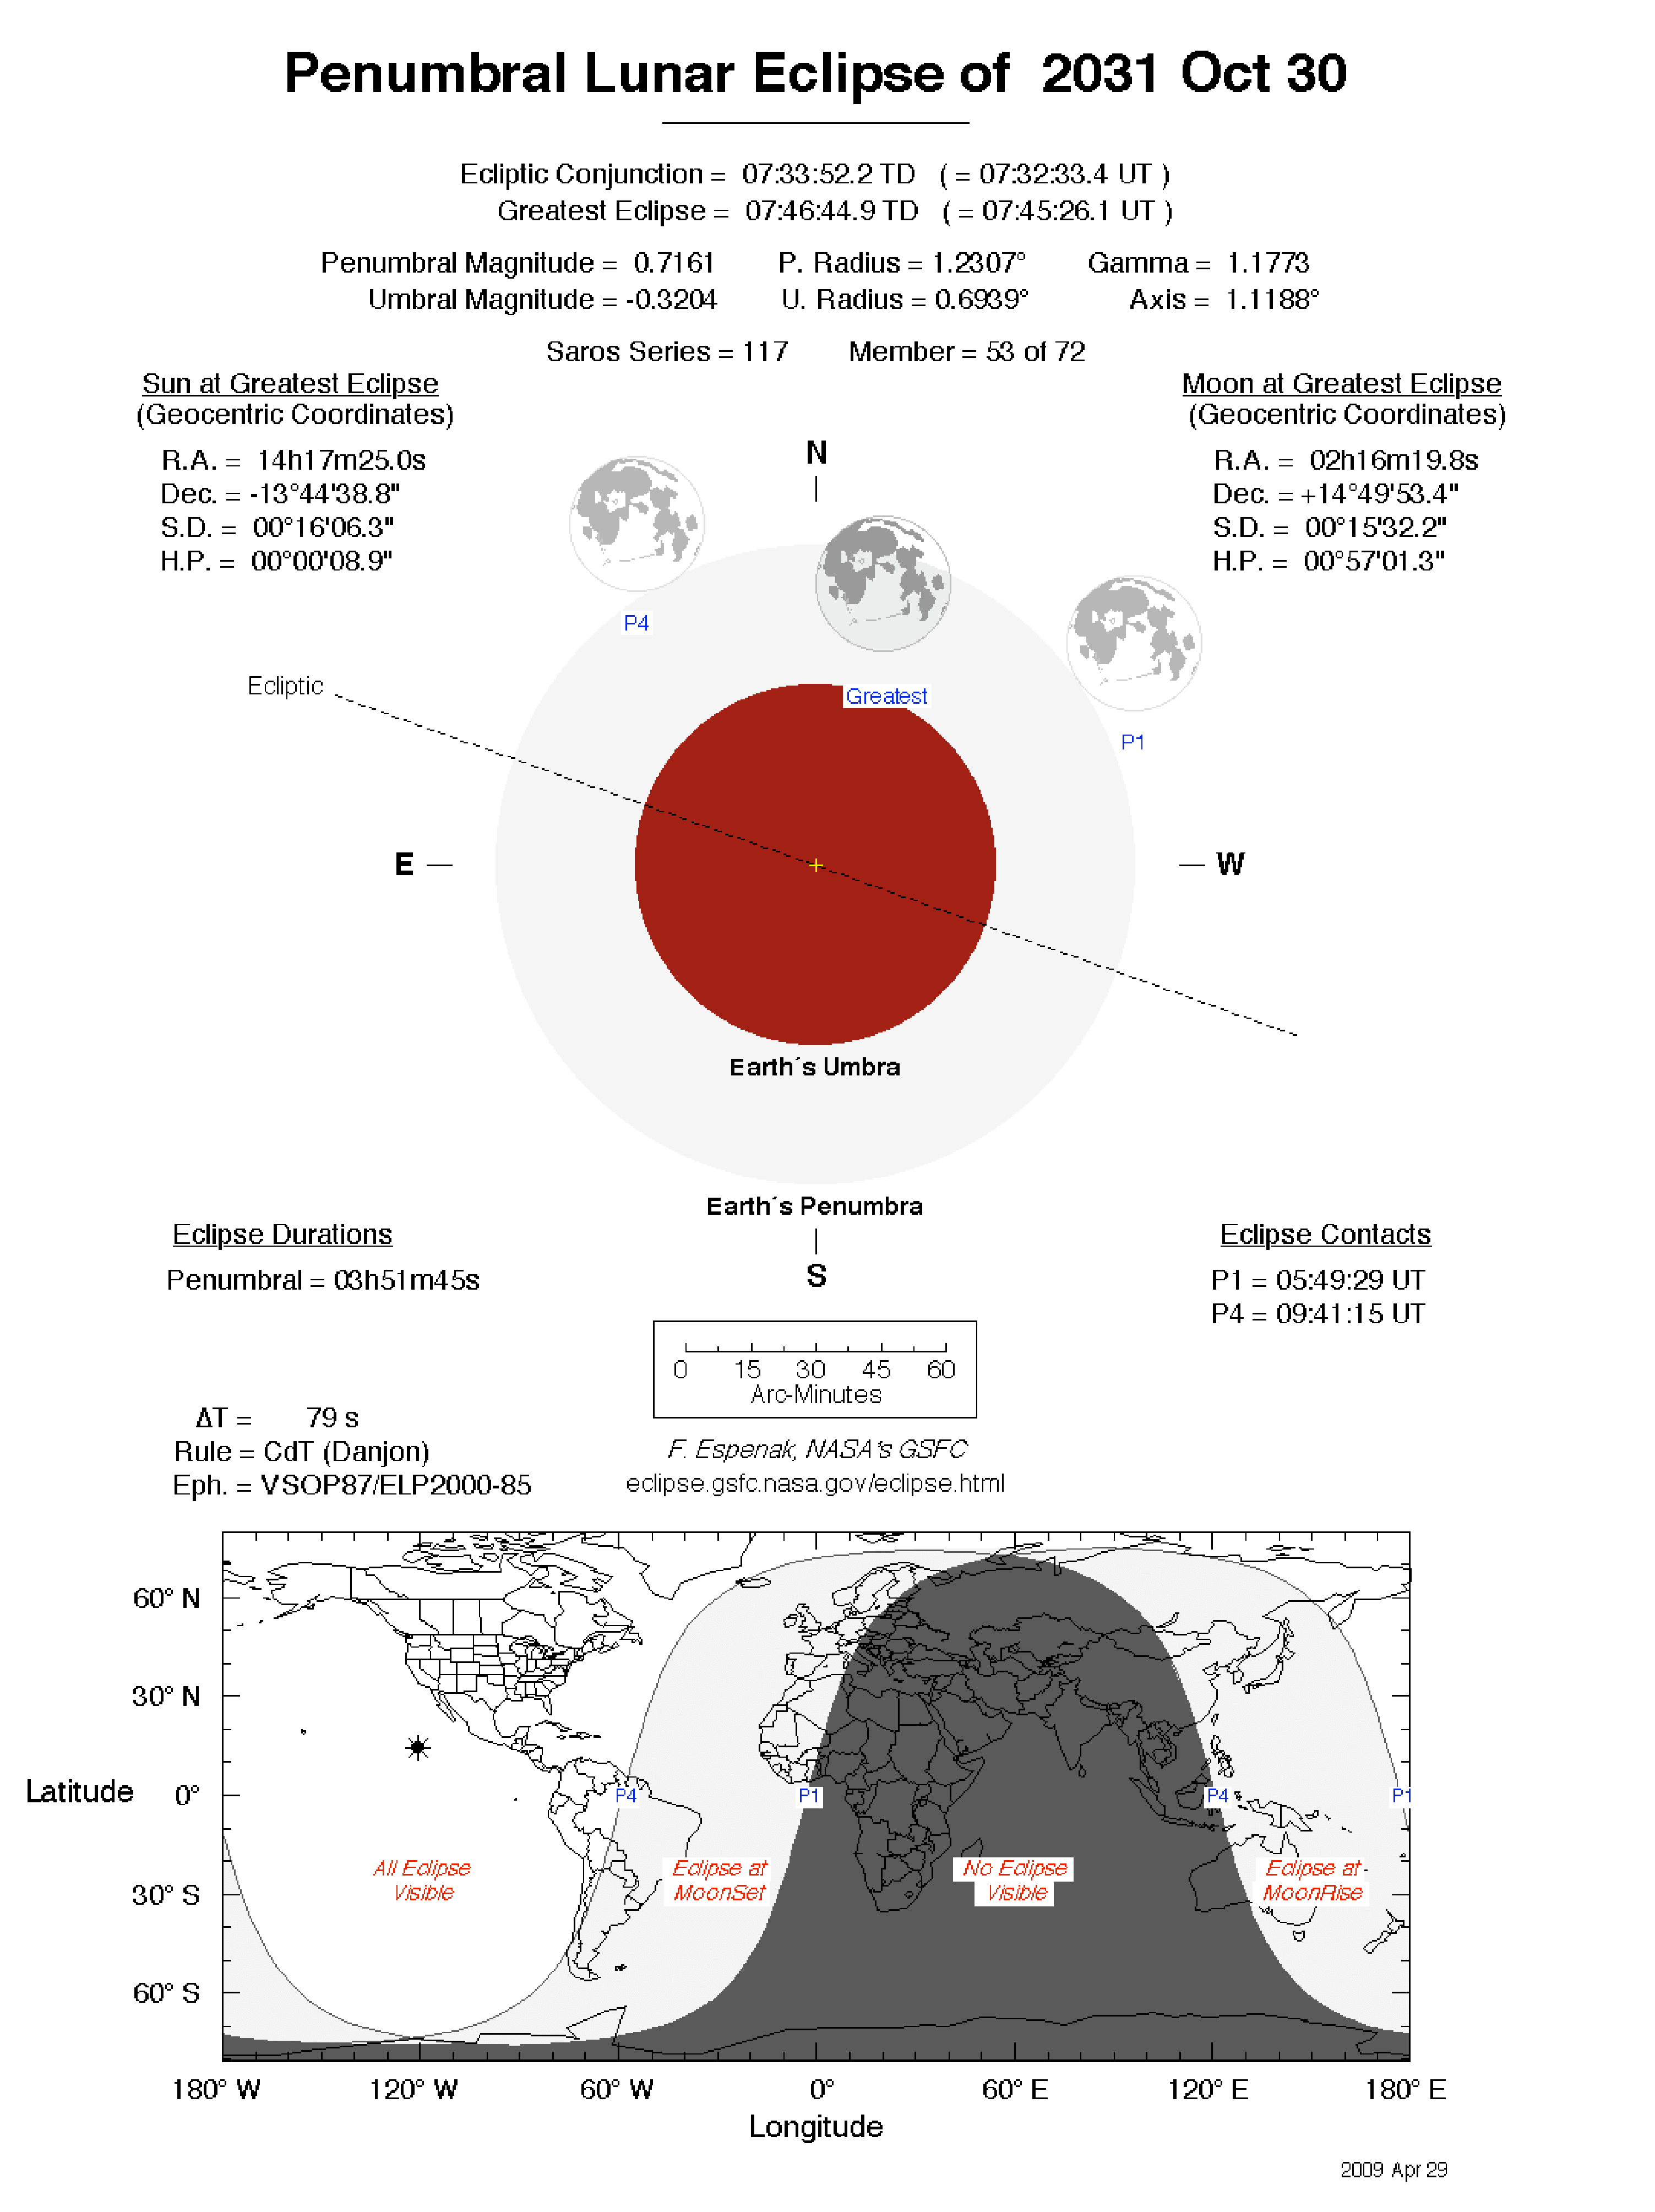 Penumbral Lunar Eclipse of 2031 Oct 30
Ecliptic Conjunction = 07:33:52.2 TD ( = 07:32:33.4 UT )
Greatest Eclipse = 07:46:44.9 TD ( = 07:45:26.1 UT )
Penumbral Magnitude = 0.7161 P. Radius = 1.2307° Gamma = 1.1773
Umbral Magnitude = -0.3204 U. Radius = 0.6939° Axis = 1.1188°
Saros Series = 117 Member = 53 of 72
Sun at Greatest Eclipse
(Geocentric Coordinates)
R.A. = 14h17m25.0s
Dec. = -13°44'38.8"
S.D. = 00°16'06.3"
H.P. = 00°00'08.9"
Moon at Greatest Eclipse
(Geocentric Coordinates)
R.A. = 02h16m19.8s
Dec. = +14°49'53.4"
S.D. = 00°15'32.2"
H.P. = 00°57'01.3"
N
P4
Greatest
P1
Ecliptic
E
W
Earth´s Umbra
Earth´s Penumbra
S
Eclipse Durations
Penumbral = 03h51m45s
Eclipse Contacts
P1 = 05:49:29 UT
P4 = 09:41:15 UT
0 15 30 45 60
Arc-Minutes
ΔT = 79 s
Rule = CdT (Danjon)
Eph. = VSOP87/ELP2000-85
F. Espenak, NASA's GSFC
eclipse.gsfc.nasa.gov/eclipse.html
60° N
30° N
Latitude 0°
30° S
60° S
P4 P1 P4 P1
All Eclipse
Visible
Eclipse at
MoonSet
No Eclipse
Visible
Eclipse at
MoonRise
180° W 120° W 60° W 0° 60° E 120° E 180° E
Longitude
2009 Apr 29